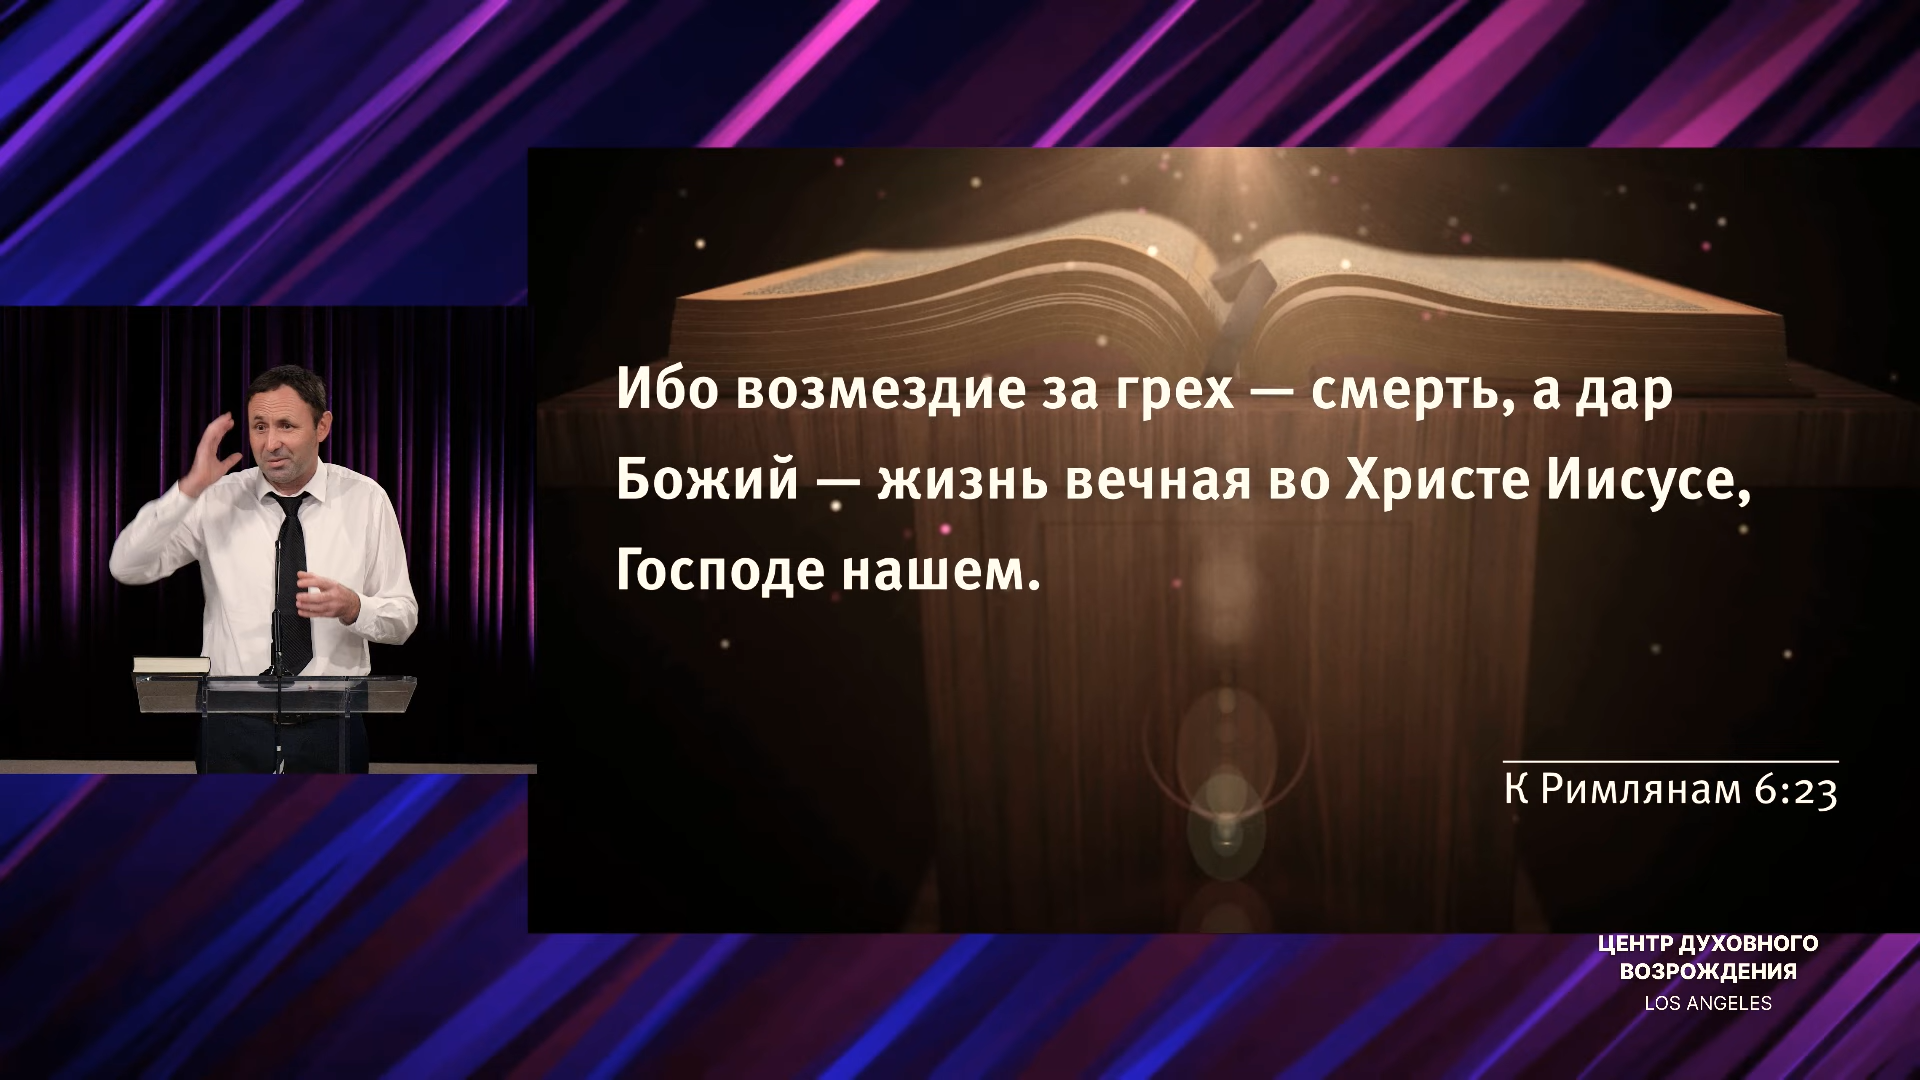 Ибо возмездие за грех — смерть, а дар
Божий — жизнь вечная во Христе Иисусе,
Господе нашем.
К Римлянам 6:23
ЦЕНТР ДУХОВНОГО
ВОЗРОЖДЕНИЯ
LOS ANGELES